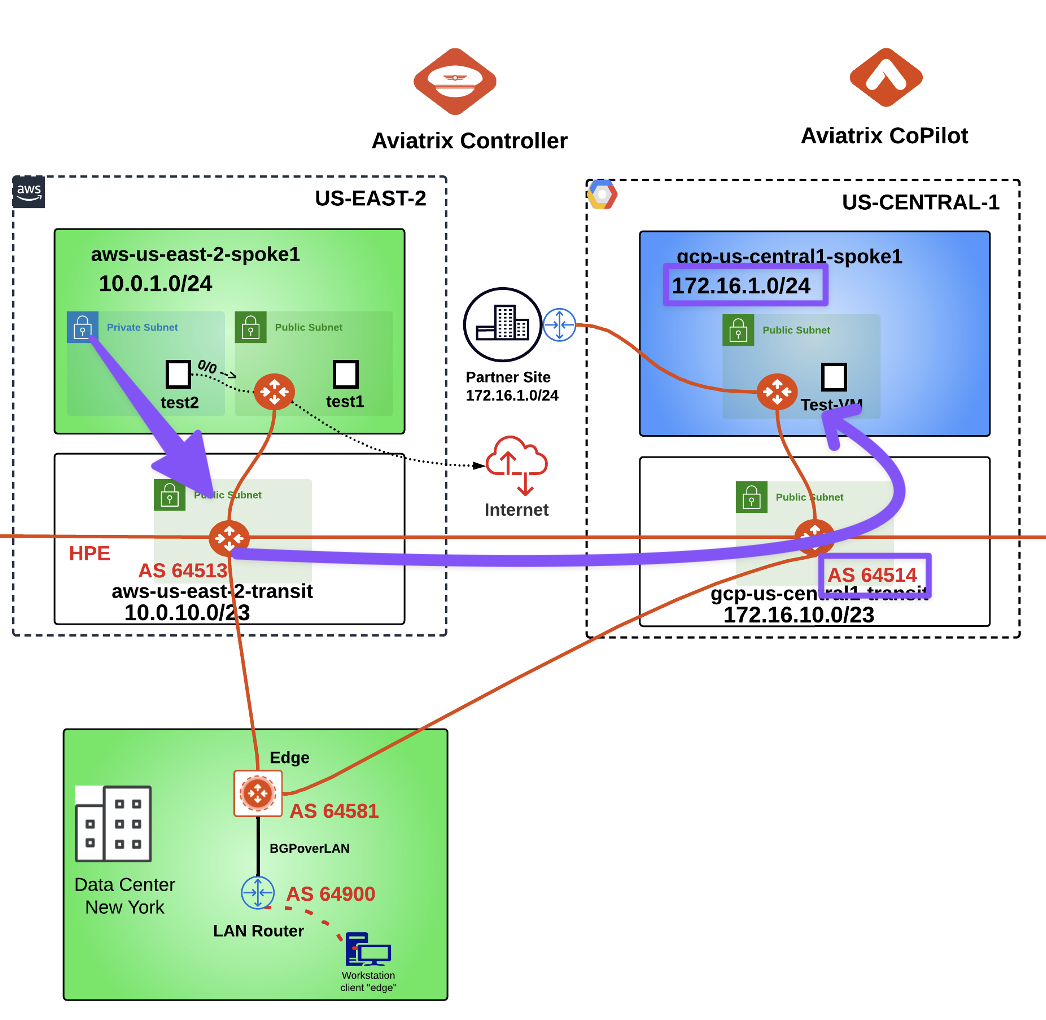 Aviatrix Controller
Aviatrix CoPilot
aws
US-EAST-2
US-CENTRAL-1
aws-us-east-2-spoke1
10.0.1.0/24
Private Subnet
Public Subnet
0/0 -->
test2
test1
Partner Site
172.16.1.0/24
Internet
gcp-us-central1-spoke1
172.16.1.0/24
Public Subnet
Test-VM
Public Subnet
HPE
AS 64513
aws-us-east-2-transit
10.0.10.0/23
Public Subnet
AS 64514
gcp-us-central1-transit
172.16.10.0/23
Edge
AS 64581
BGPoverLAN
Data Center
New York
AS 64900
LAN Router
Workstation
client "edge"